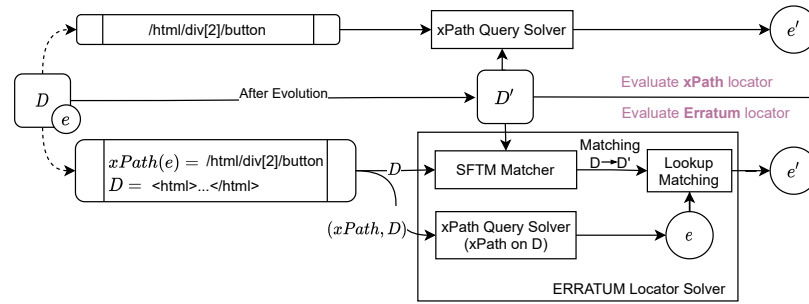 /html/div[2]/button
xPath Query Solver
e'
D
e
After Evolution
D'
Evaluate xPath locator
Evaluate Erratum locator
xPath(e) = /html/div[2]/button
D = <html>...</html>
D
(xPath, D)
SFTM Matcher
Matching
D→D'
Lookup
Matching
e'
xPath Query Solver
(xPath on D)
e
ERRATUM Locator Solver